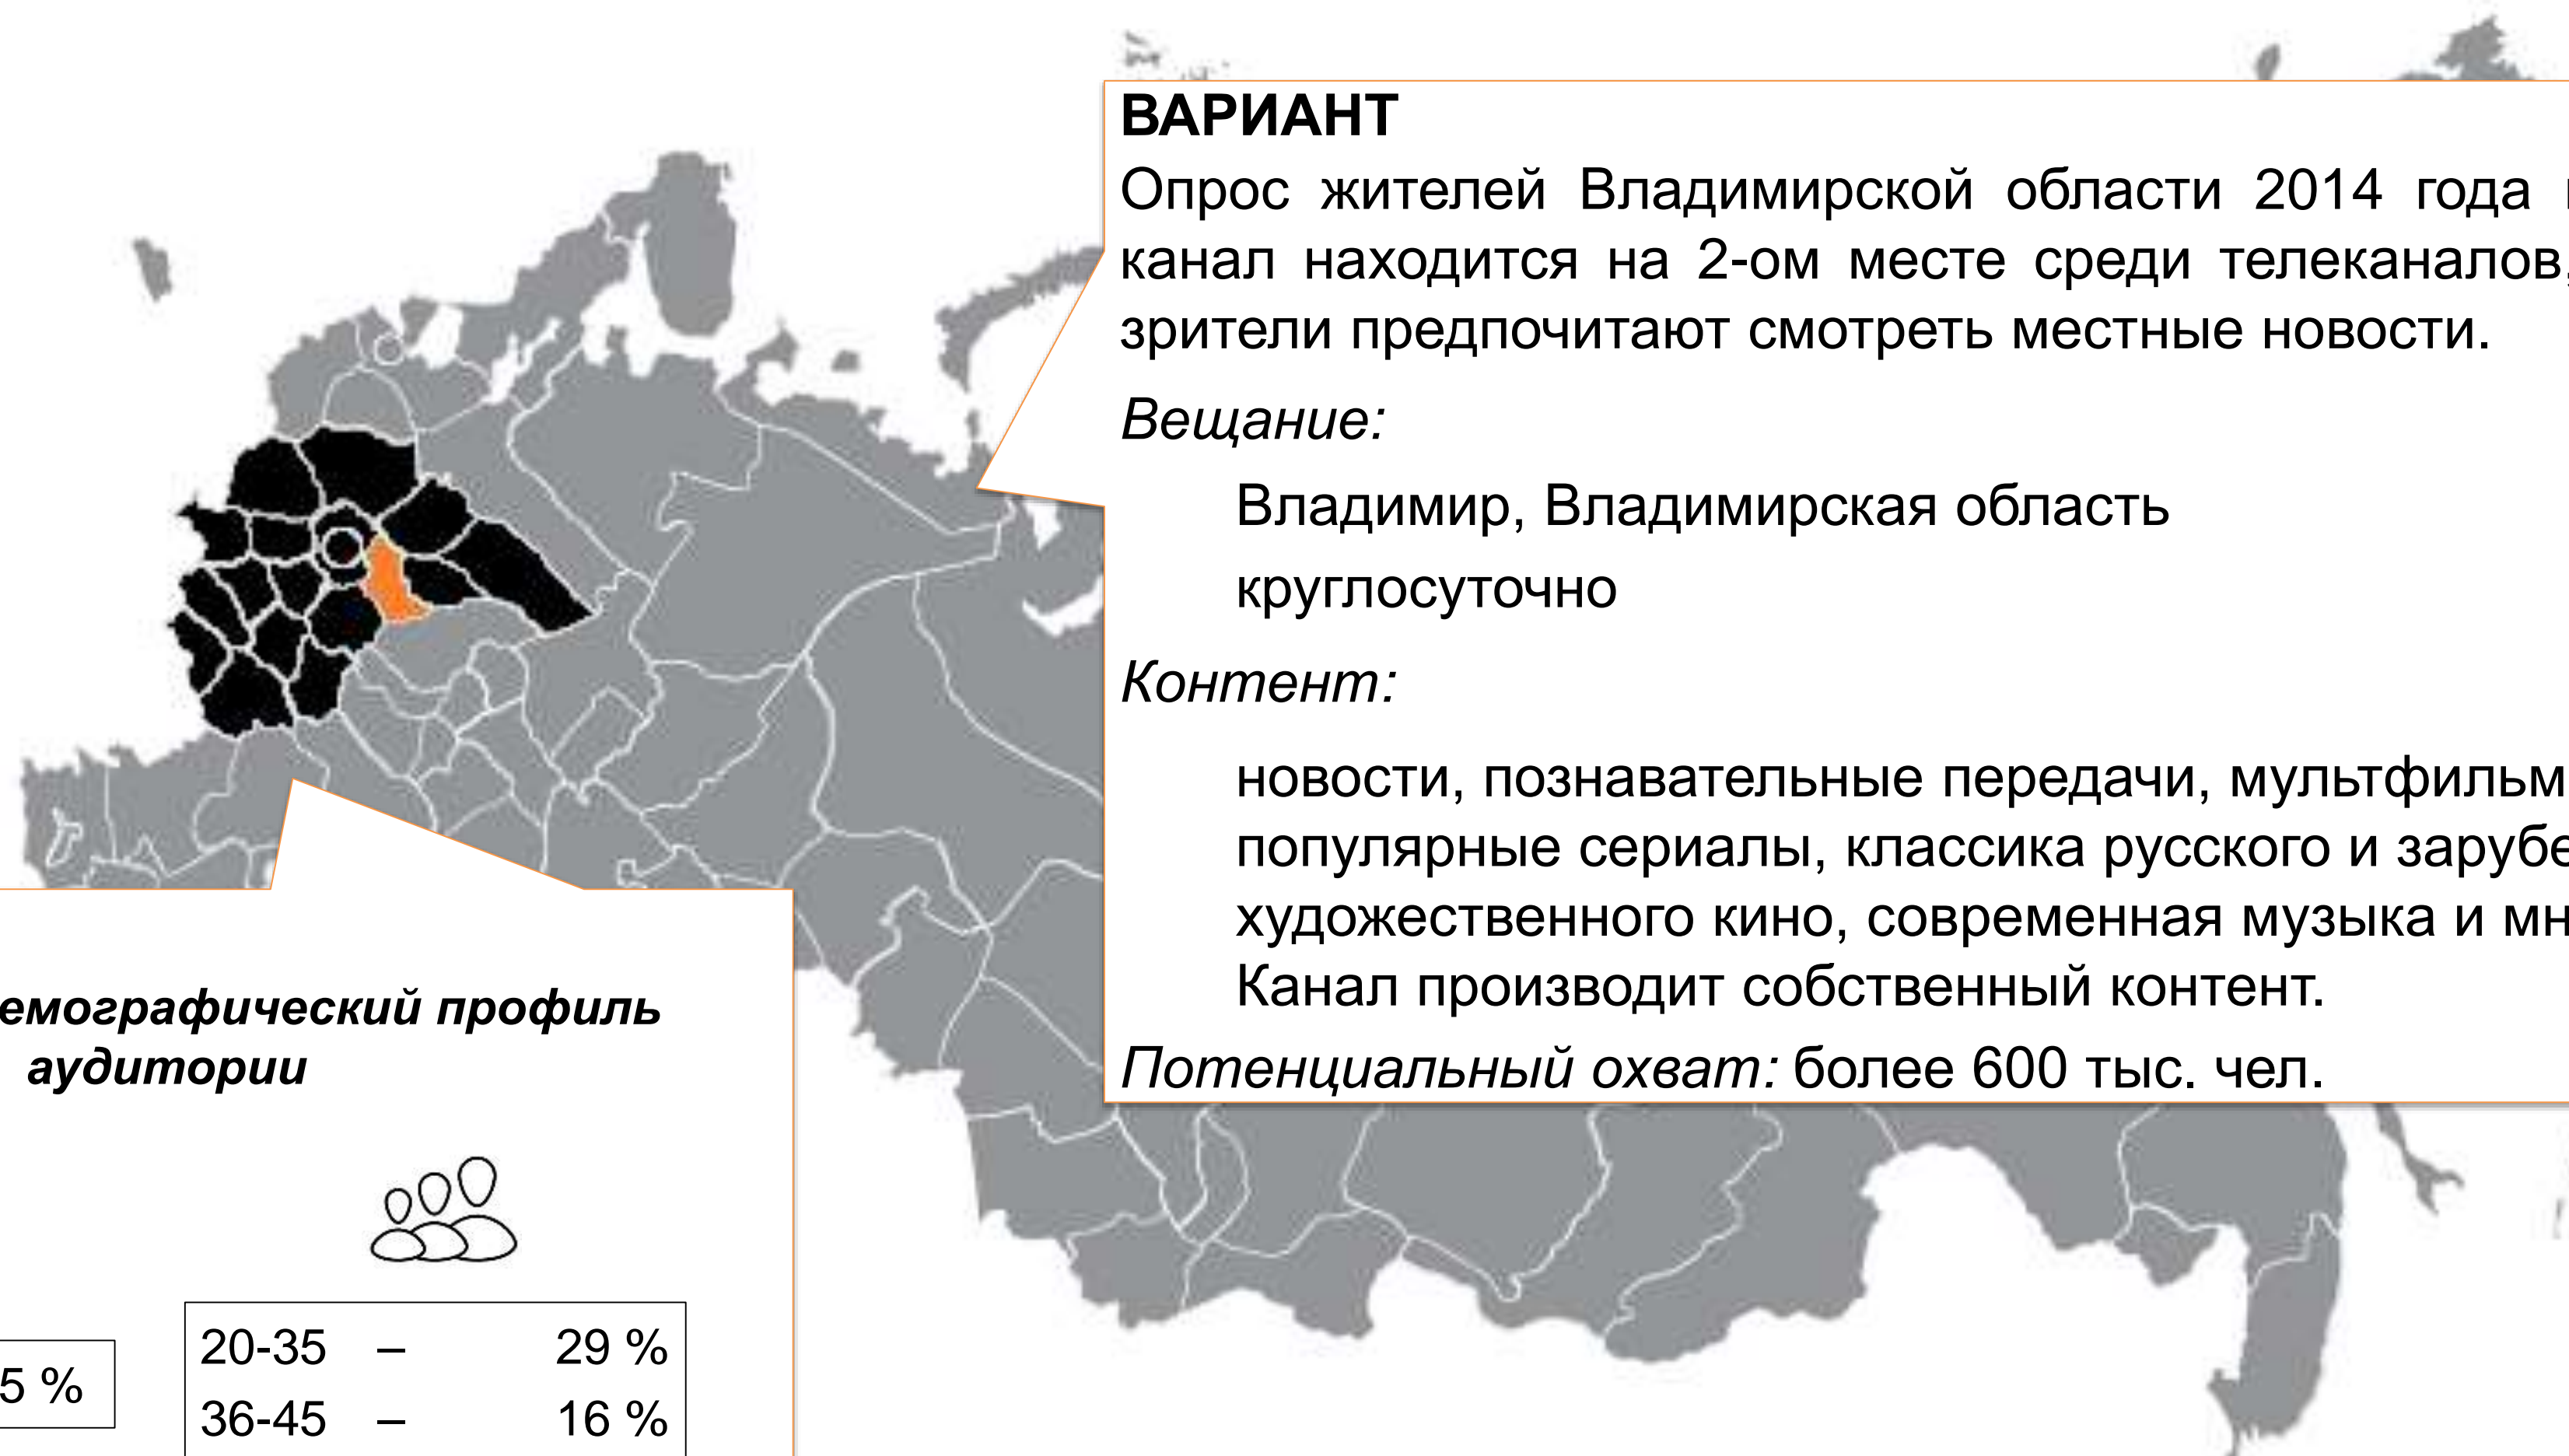 ВАРИАНТ
Опрос жителей Владимирской области 2014 года
канал находится на 2-ом месте среди телеканалов,
зрители предпочитают смотреть местные новости.
Вещание:
Владимир, Владимирская область
круглосуточно
Контент:
новости, познавательные передачи, мультфильм
популярные сериалы, классика русского и зарубе
художественного кино, современная музыка и мн
Канал производит собственный контент.
Потенциальный охват: более 600 тыс. чел.
емографический профиль
аудитории
5 %
20-35 – 29 %
36-45 – 16 %